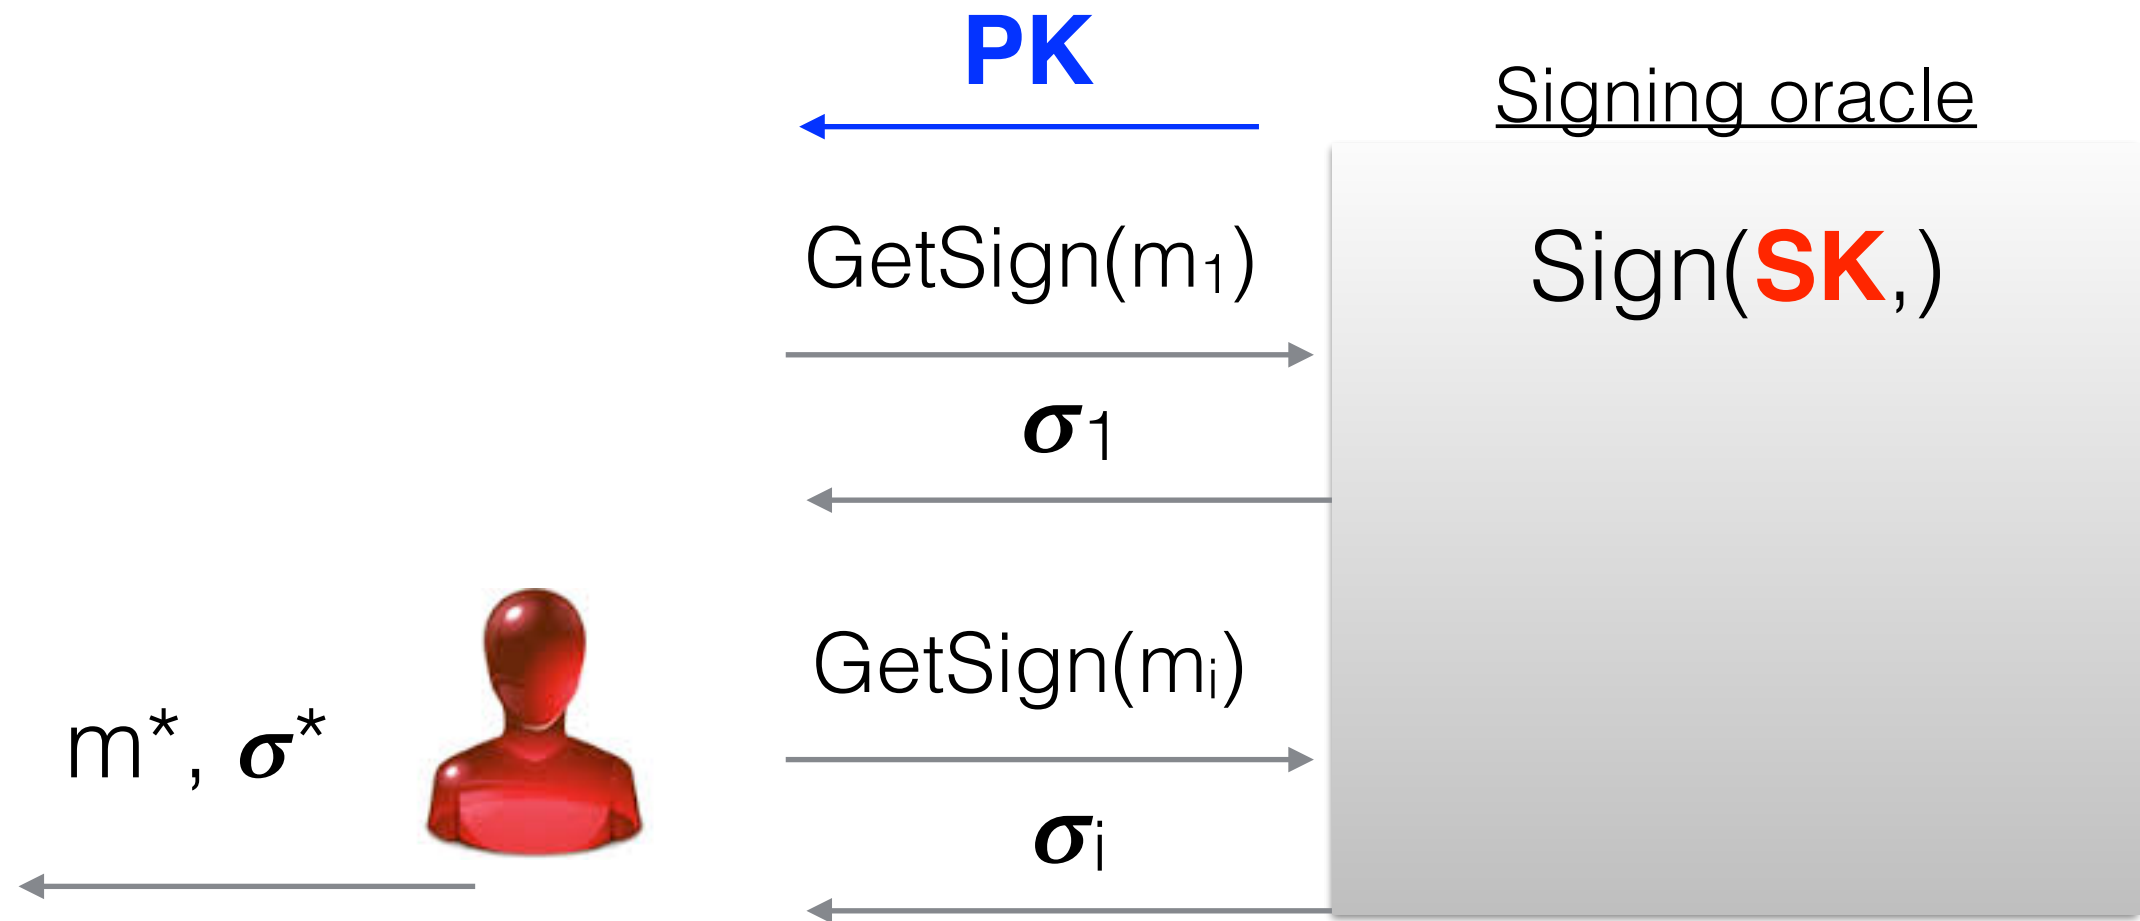 PK
Signing oracle
GetSign(m₁)
Sign(SK,)
σ₁
GetSign(mᵢ)
m*, σ*
σᵢ